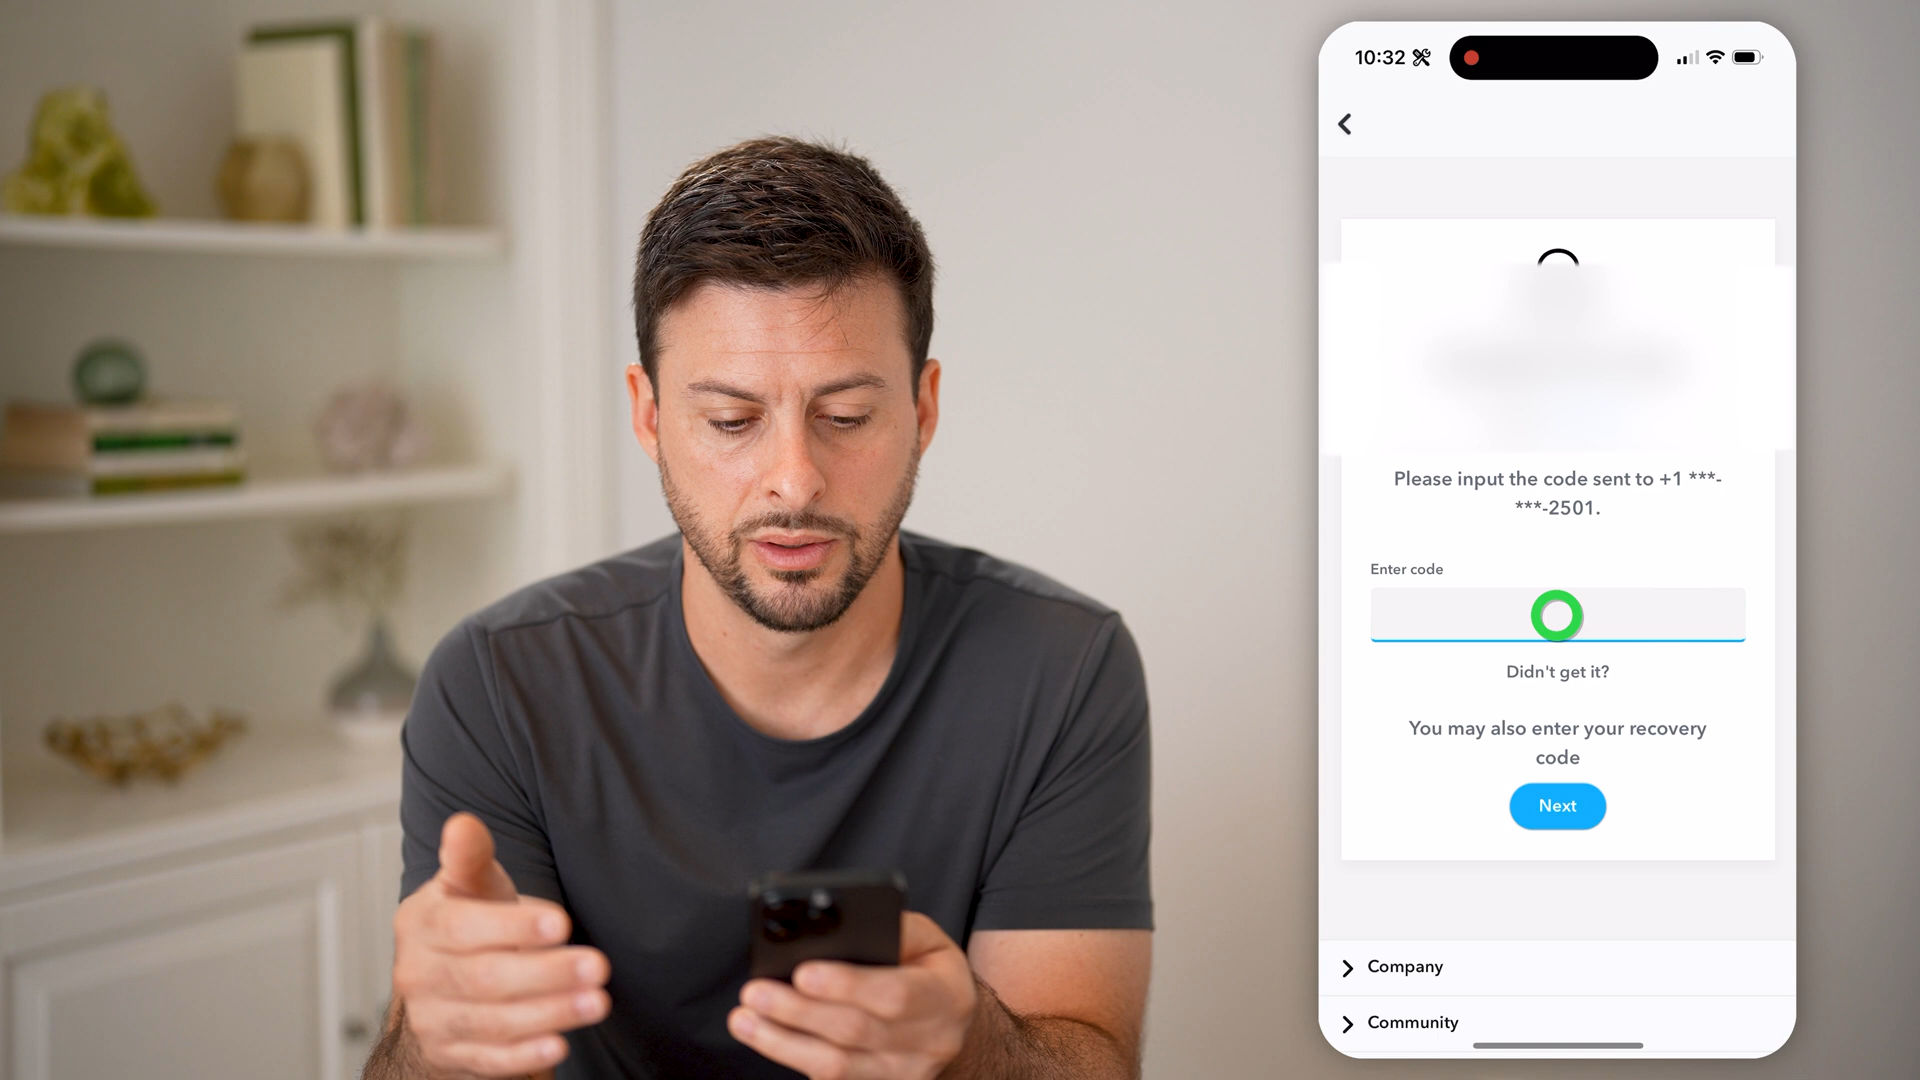 10:32
Please input the code sent to +1 ***-
***-2501.
Enter code
Didn't get it?
You may also enter your recovery
code
Next
Company
Community